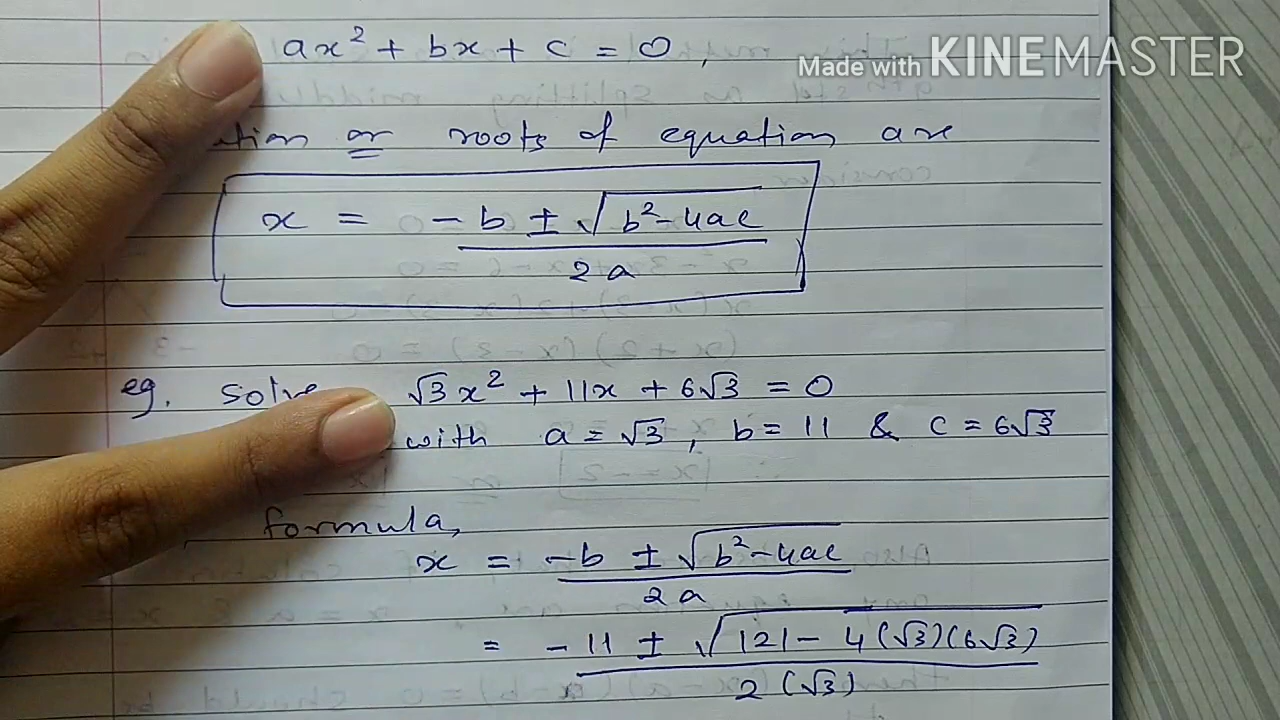 ax² + bx + c = 0,
Made with KINEMASTER
or roots of equation are
x = -b ± √b²-4ac
2a
eg. Solve √3x² + 11x + 6√3 = 0
with a = √3, b = 11 & c = 6√3
formula,
x = -b ± √b²-4ac
2a
= -11 ± √121 - 4(√3)(6√3)
2(√3)